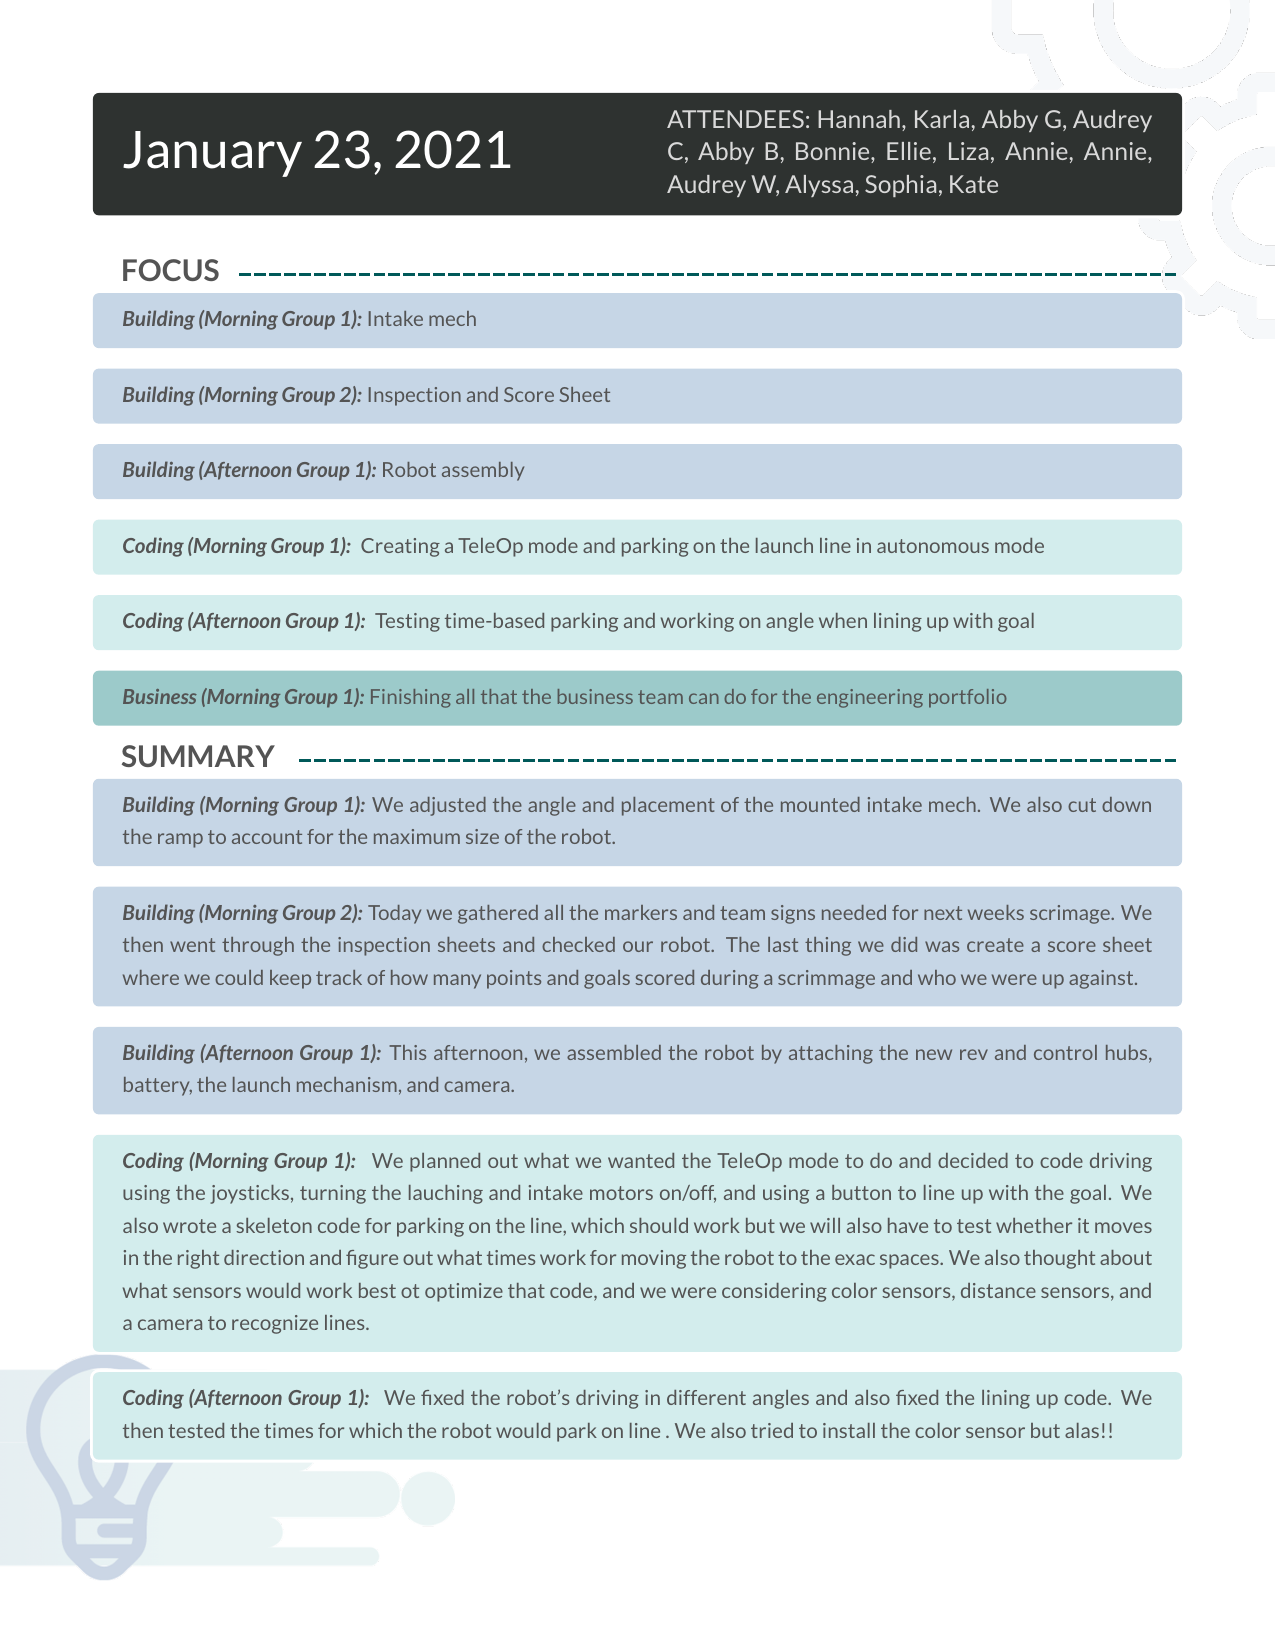 January 23, 2021
ATTENDEES: Hannah, Karla, Abby G, Audrey
C, Abby B, Bonnie, Ellie, Liza, Annie, Annie,
Audrey W, Alyssa, Sophia, Kate
FOCUS
Building (Morning Group 1): Intake mech
Building (Morning Group 2): Inspection and Score Sheet
Building (Afternoon Group 1): Robot assembly
Coding (Morning Group 1): Creating a TeleOp mode and parking on the launch line in autonomous mode
Coding (Afternoon Group 1): Testing time-based parking and working on angle when lining up with goal
Business (Morning Group 1): Finishing all that the business team can do for the engineering portfolio
SUMMARY
Building (Morning Group 1): We adjusted the angle and placement of the mounted intake mech. We also cut down
the ramp to account for the maximum size of the robot.
Building (Morning Group 2): Today we gathered all the markers and team signs needed for next weeks scrimage. We
then went through the inspection sheets and checked our robot. The last thing we did was create a score sheet
where we could keep track of how many points and goals scored during a scrimmage and who we were up against.
Building (Afternoon Group 1): This afternoon, we assembled the robot by attaching the new rev and control hubs,
battery, the launch mechanism, and camera.
Coding (Morning Group 1): We planned out what we wanted the TeleOp mode to do and decided to code driving
using the joysticks, turning the lauching and intake motors on/off, and using a button to line up with the goal. We
also wrote a skeleton code for parking on the line, which should work but we will also have to test whether it moves
in the right direction and figure out what times work for moving the robot to the exac spaces. We also thought about
what sensors would work best ot optimize that code, and we were considering color sensors, distance sensors, and
a camera to recognize lines.
Coding (Afternoon Group 1): We fixed the robot's driving in different angles and also fixed the lining up code. We
then tested the times for which the robot would park on line . We also tried to install the color sensor but alas!!